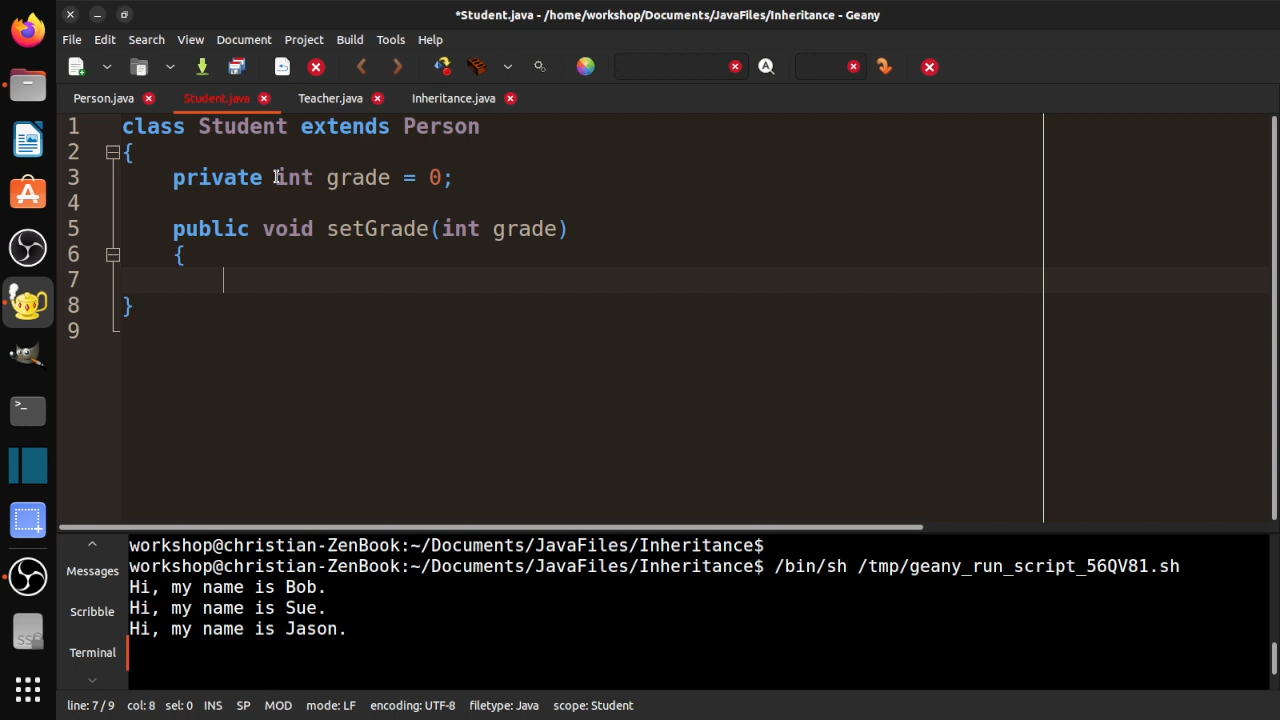 *Student.java - /home/workshop/Documents/JavaFiles/Inheritance - Geany
File Edit Search View Document Project Build Tools Help
Person.java Student.java Teacher.java Inheritance.java
1 class Student extends Person
2 {
3 private int grade = 0;
4
5 public void setGrade(int grade)
6 {
7
8 }
9
Messages
Scribble
Terminal
workshop@christian-ZenBook:~/Documents/JavaFiles/Inheritance$
workshop@christian-ZenBook:~/Documents/JavaFiles/Inheritance$ /bin/sh /tmp/geany_run_script_56QV81.sh
Hi, my name is Bob.
Hi, my name is Sue.
Hi, my name is Jason.
line: 7 / 9 col: 8 sel: 0 INS SP MOD mode: LF encoding: UTF-8 filetype: Java scope: Student